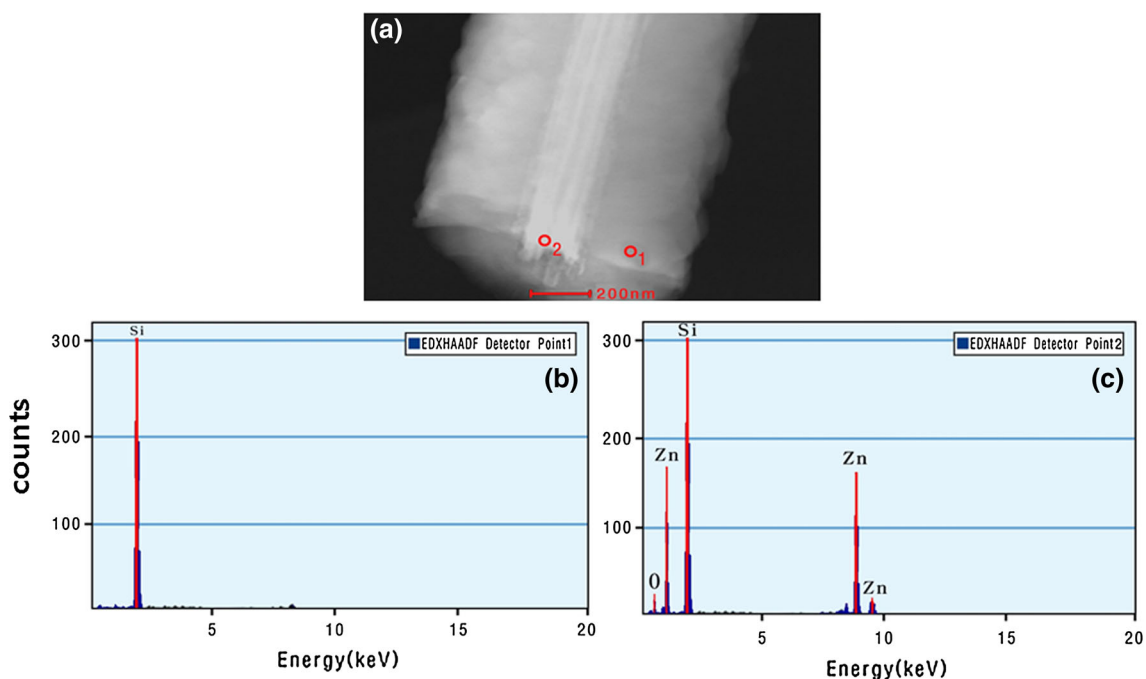 (a)
2
1
200nm
Si
300
200
100
counts
EDXHAADF Detector Point1
(b)
5
10
15
20
Energy(keV)
Si
300
200
100
Zn
O
Zn
Zn
EDXHAADF Detector Point2
(c)
5
10
15
20
Energy(keV)